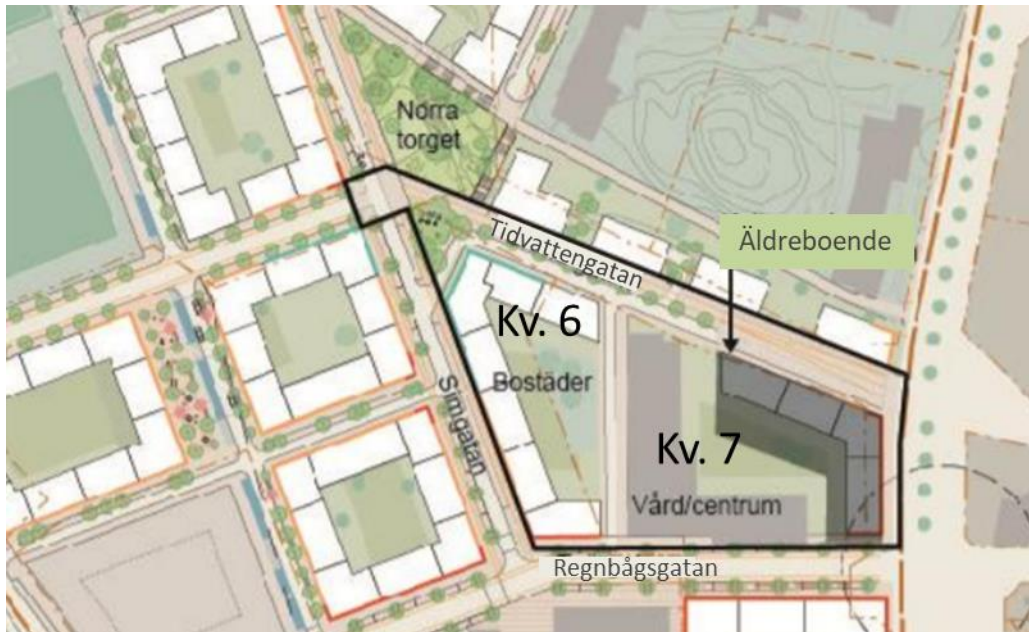 Norra
torget
Tidvattengatan
Äldreboende
Kv. 6
Bostäder
Simgatan
Kv. 7
Vård/centrum
Regnbågsgatan